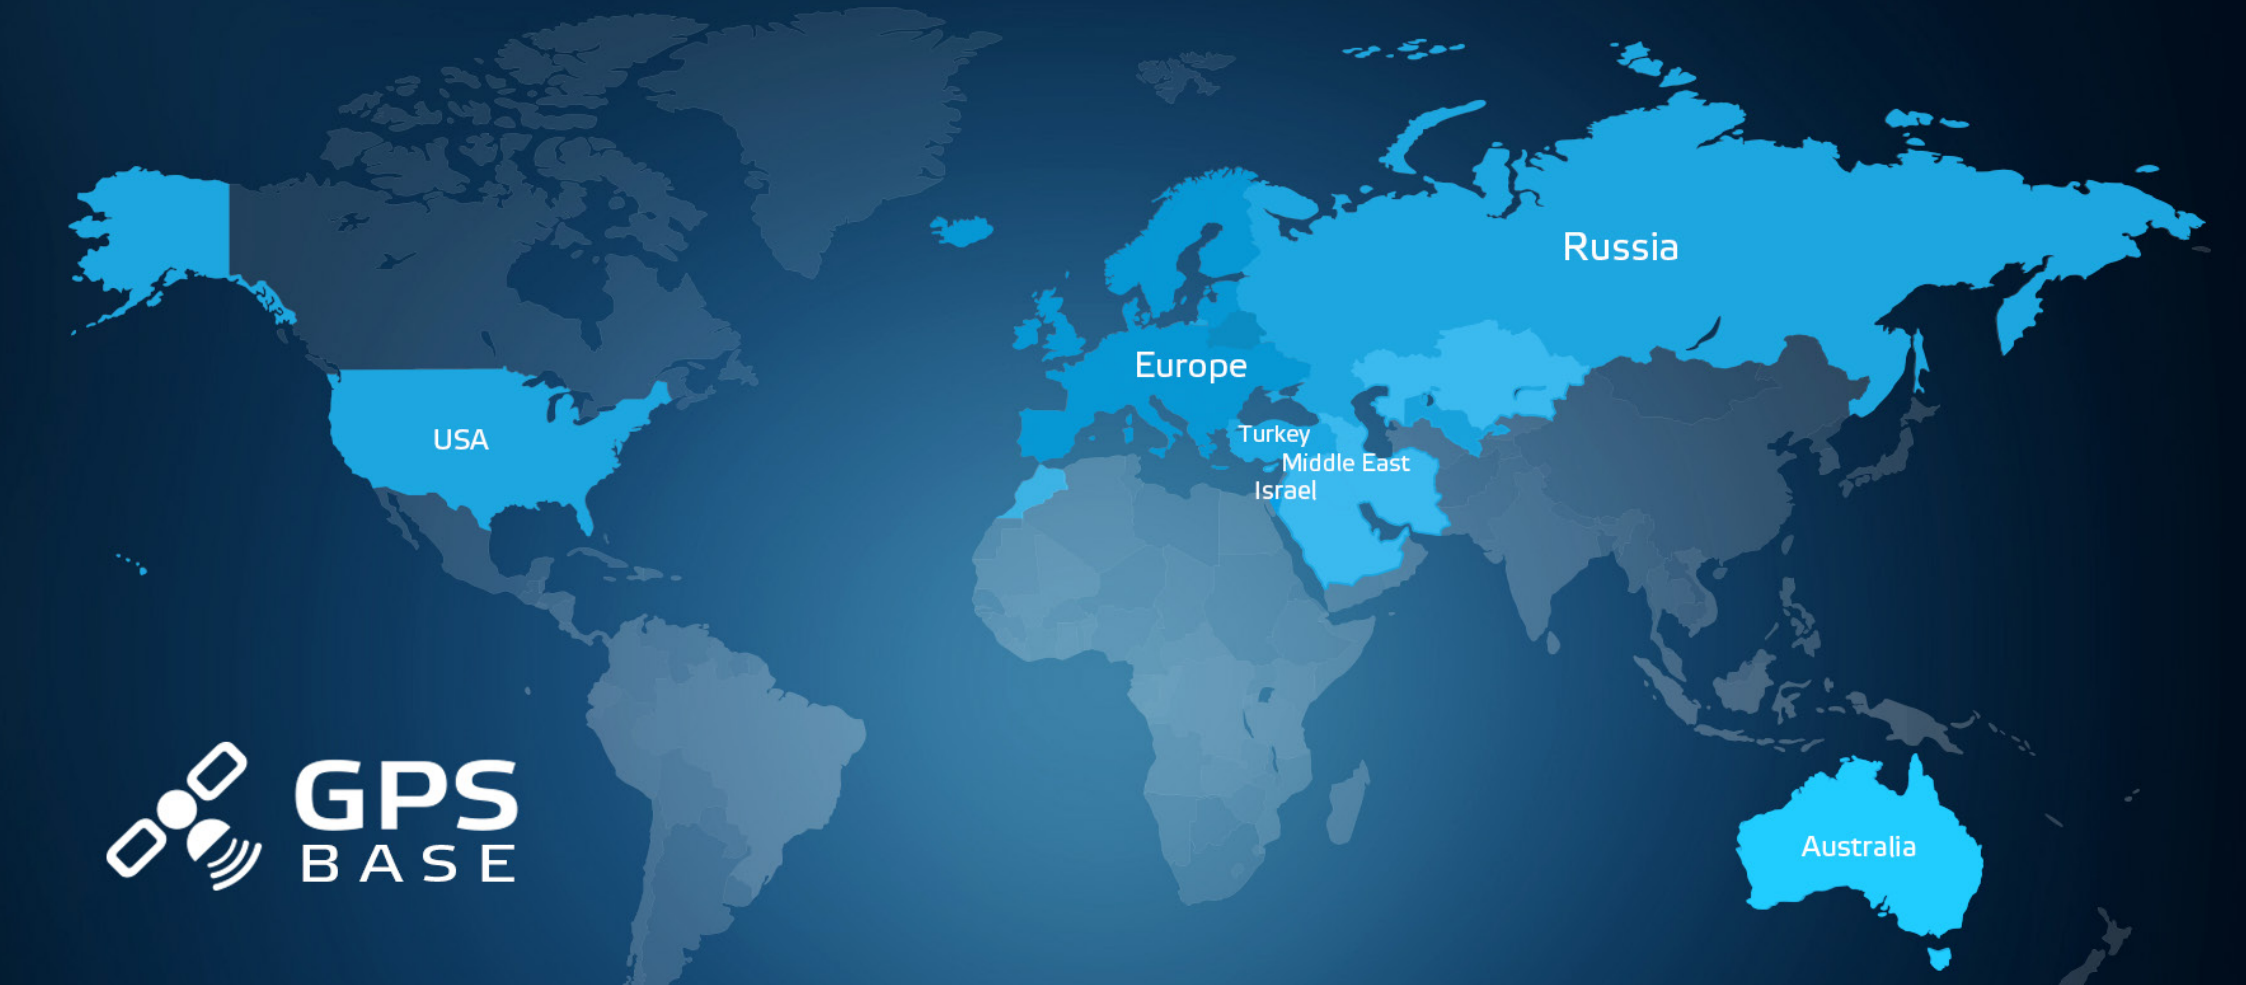 Russia
Europe
USA
Turkey
Middle East
Israel
GPS
BASE
Australia